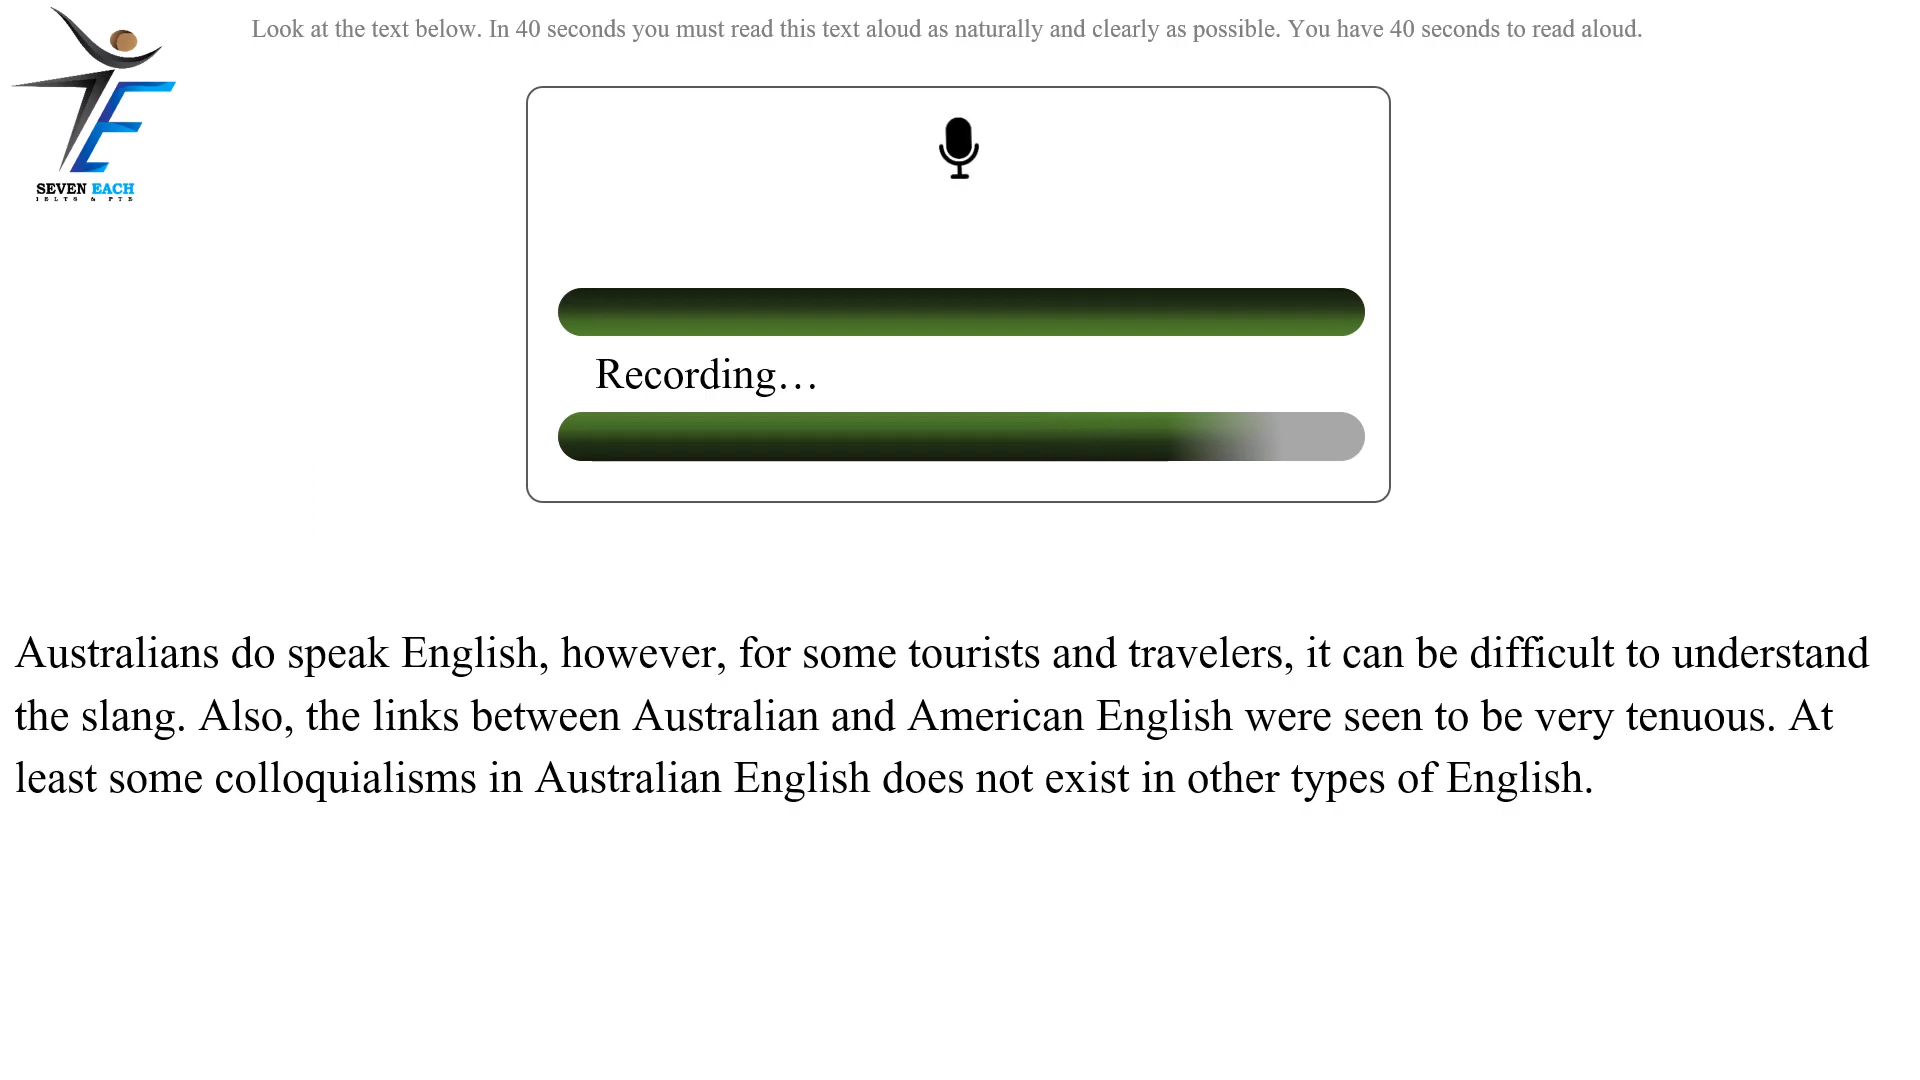 Look at the text below. In 40 seconds you must read this text aloud as naturally and clearly as possible. You have 40 seconds to read aloud.
SEVEN EACH
IELTS & PTE
Recording…
Australians do speak English, however, for some tourists and travelers, it can be difficult to understand
the slang. Also, the links between Australian and American English were seen to be very tenuous. At
least some colloquialisms in Australian English does not exist in other types of English.